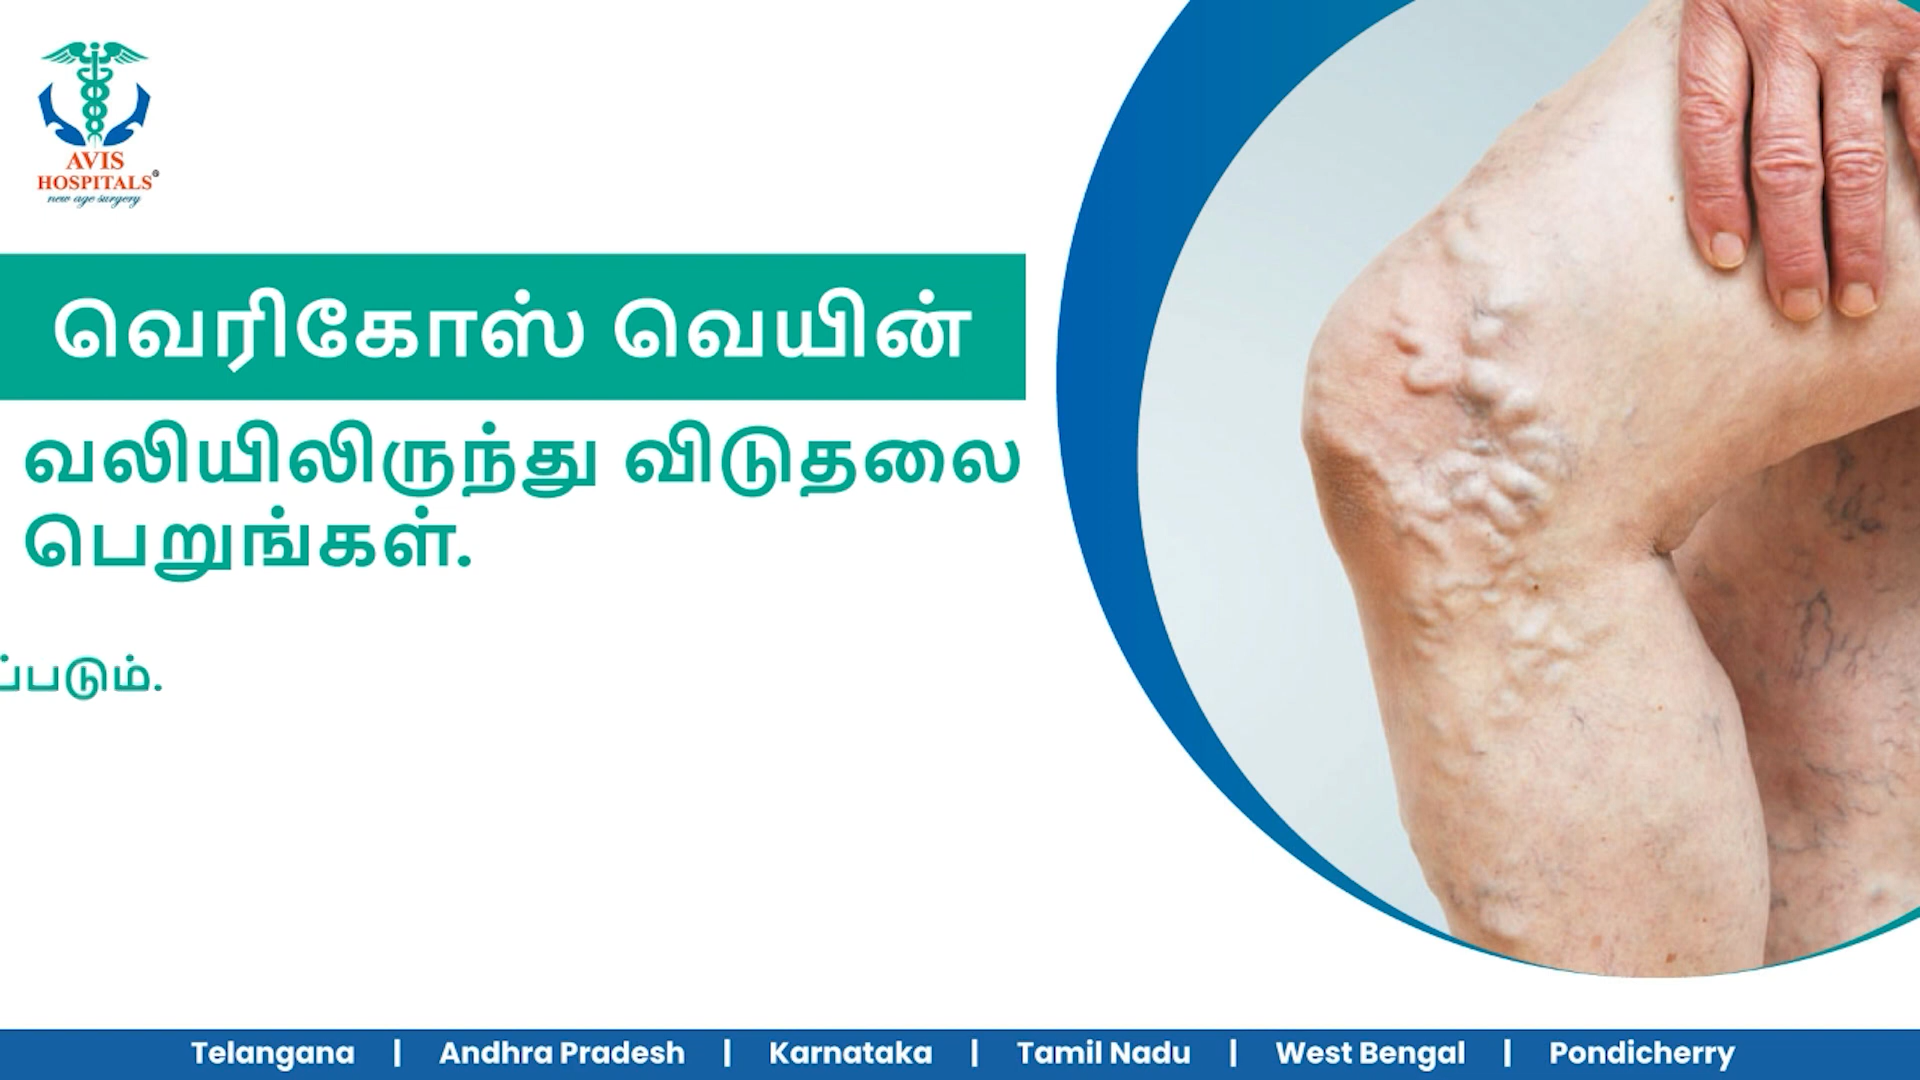 AVIS
HOSPITALS®
new age surgery
வெரிகோஸ் வெயின்
வலியிலிருந்து விடுதலை
பெறுங்கள்.
ப்படும்.
Telangana | Andhra Pradesh | Karnataka | Tamil Nadu | West Bengal | Pondicherry